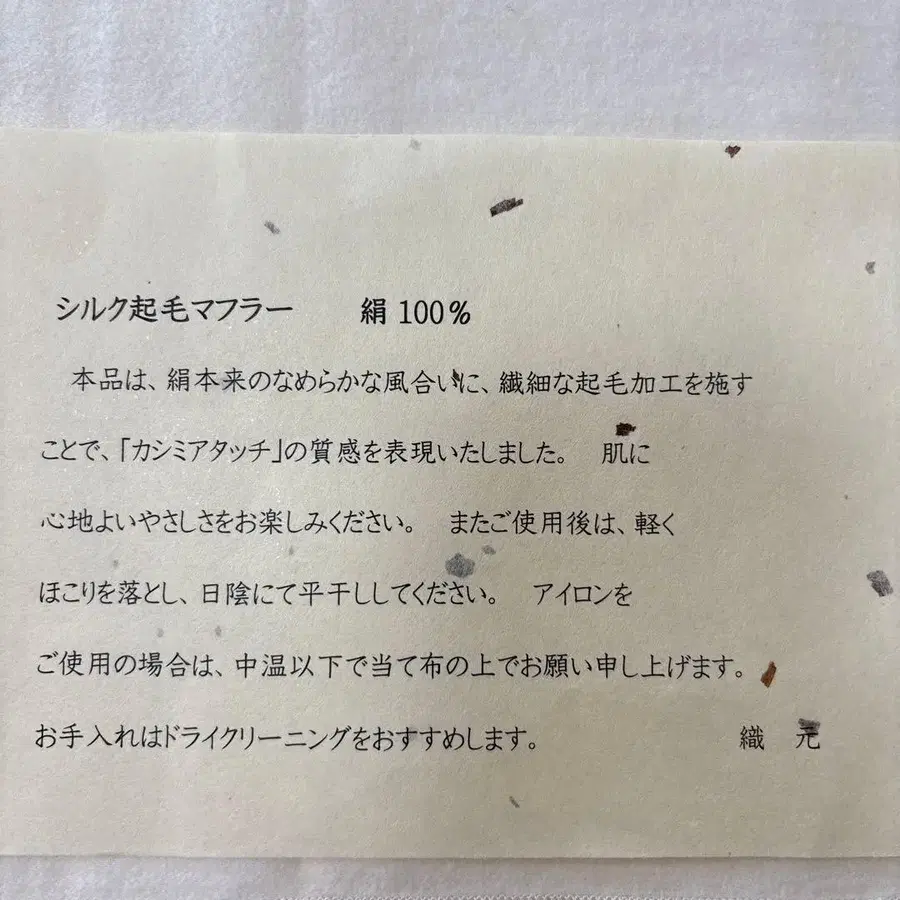 シルク起毛マフラー　　絹 100%
本品は、絹本来のなめらかな風合いに、繊細な起毛加工を施す
ことで、「カシミアタッチ」の質感を表現いたしました。　肌に
心地よいやさしさをお楽しみください。　またご使用後は、軽く
ほこりを落とし、日陰にて平干ししてください。　アイロンを
ご使用の場合は、中温以下で当て布の上でお願い申し上げます。
お手入れはドライクリーニングをおすすめします。　　　　織　元